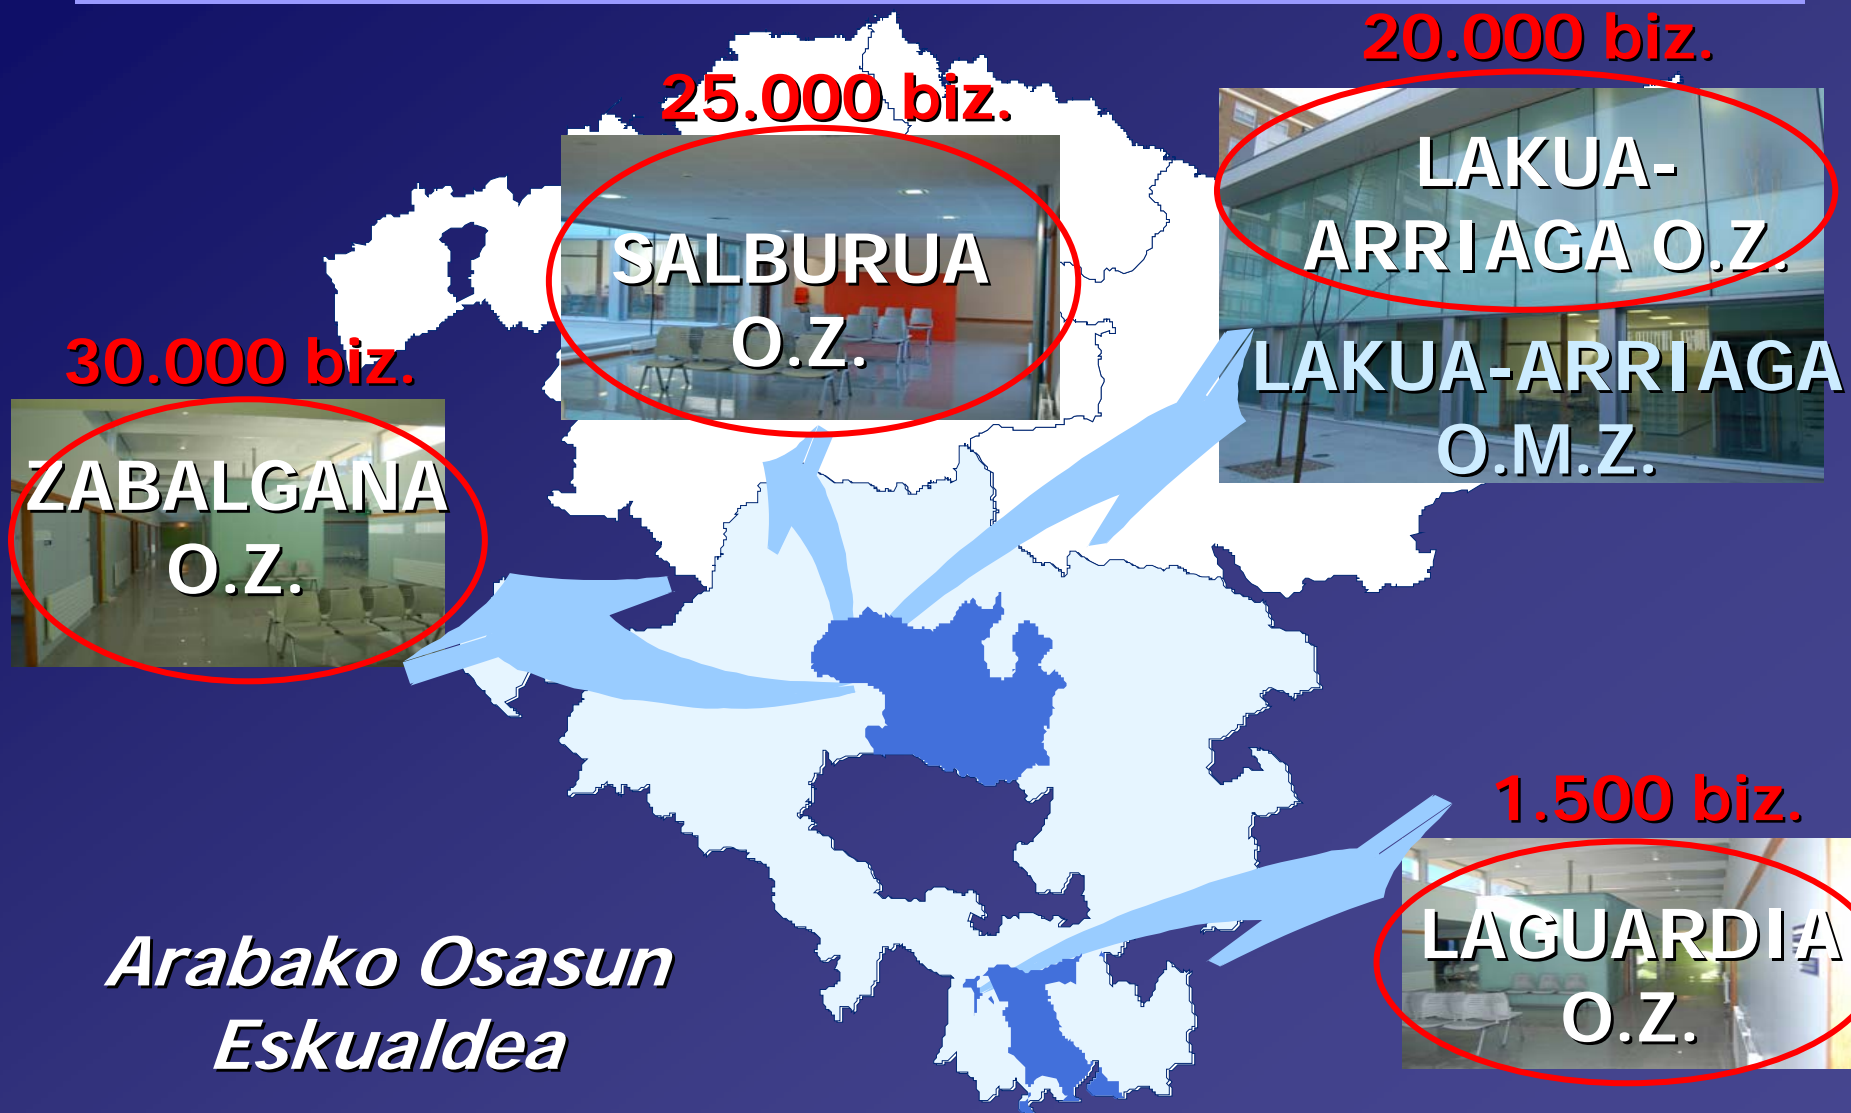 20.000 biz.
25.000 biz.
LAKUA-
ARRIAGA O.Z.
SALBURUA
O.Z.
LAKUA-ARRIAGA
O.M.Z.
30.000 biz.
ZABALGANA
O.Z.
1.500 biz.
LAGUARDIA
O.Z.
Arabako Osasun
Eskualdea